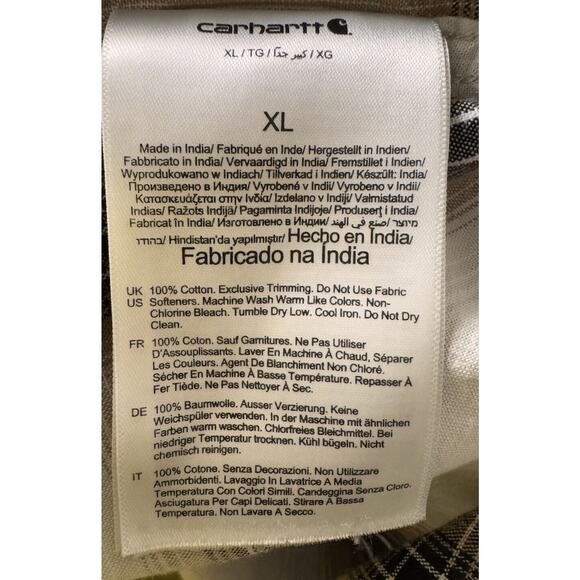 carhartt
XL / TG / كبير جدًا / XG
XL
Made in India/ Fabriqué en Inde/ Hergestellt in Indien/
Fabbricato in India/ Vervaardigd in India/ Fremstillet i Indien/
Wyprodukowano w Indiach/ Tillverkad i Indien/ Készült: India/
Произведено в Индия/ Vyrobené v Indii/ Vyrobeno v Indii/
Κατασκευάζεται στην Ινδία/ Izdelano v Indiji/ Valmistatud
Indias/ Ražots Indijā/ Pagaminta Indijoje/ Produsert i India/
Fabricat în India/ Изготовлено в Индии/ صنع في الهند/ מיוצר
בהודו/ Hindistan'da yapılmıştır/ Hecho en India/
Fabricado na India
UK 100% Cotton. Exclusive Trimming. Do Not Use Fabric
US Softeners. Machine Wash Warm Like Colors. Non-
Chlorine Bleach. Tumble Dry Low. Cool Iron. Do Not Dry
Clean.
FR 100% Coton. Sauf Garnitures. Ne Pas Utiliser
D'Assouplissants. Laver En Machine À Chaud, Séparer
Les Couleurs. Agent De Blanchiment Non Chloré.
Sécher En Machine À Basse Température. Repasser À
Fer Tiède. Ne Pas Nettoyer À Sec.
DE 100% Baumwolle. Ausser Verzierung. Keine
Weichspüler verwenden. In der Maschine mit ähnlichen
Farben warm waschen. Chlorfreies Bleichmittel. Bei
niedriger Temperatur trocknen. Kühl bügeln. Nicht
chemisch reinigen.
IT 100% Cotone. Senza Decorazioni. Non Utilizzare
Ammorbidenti. Lavaggio In Lavatrice A Media
Temperatura Con Colori Simili. Candeggina Senza Cloro.
Asciugatura Per Capi Delicati. Stirare A Bassa
Temperatura. Non Lavare A Secco.